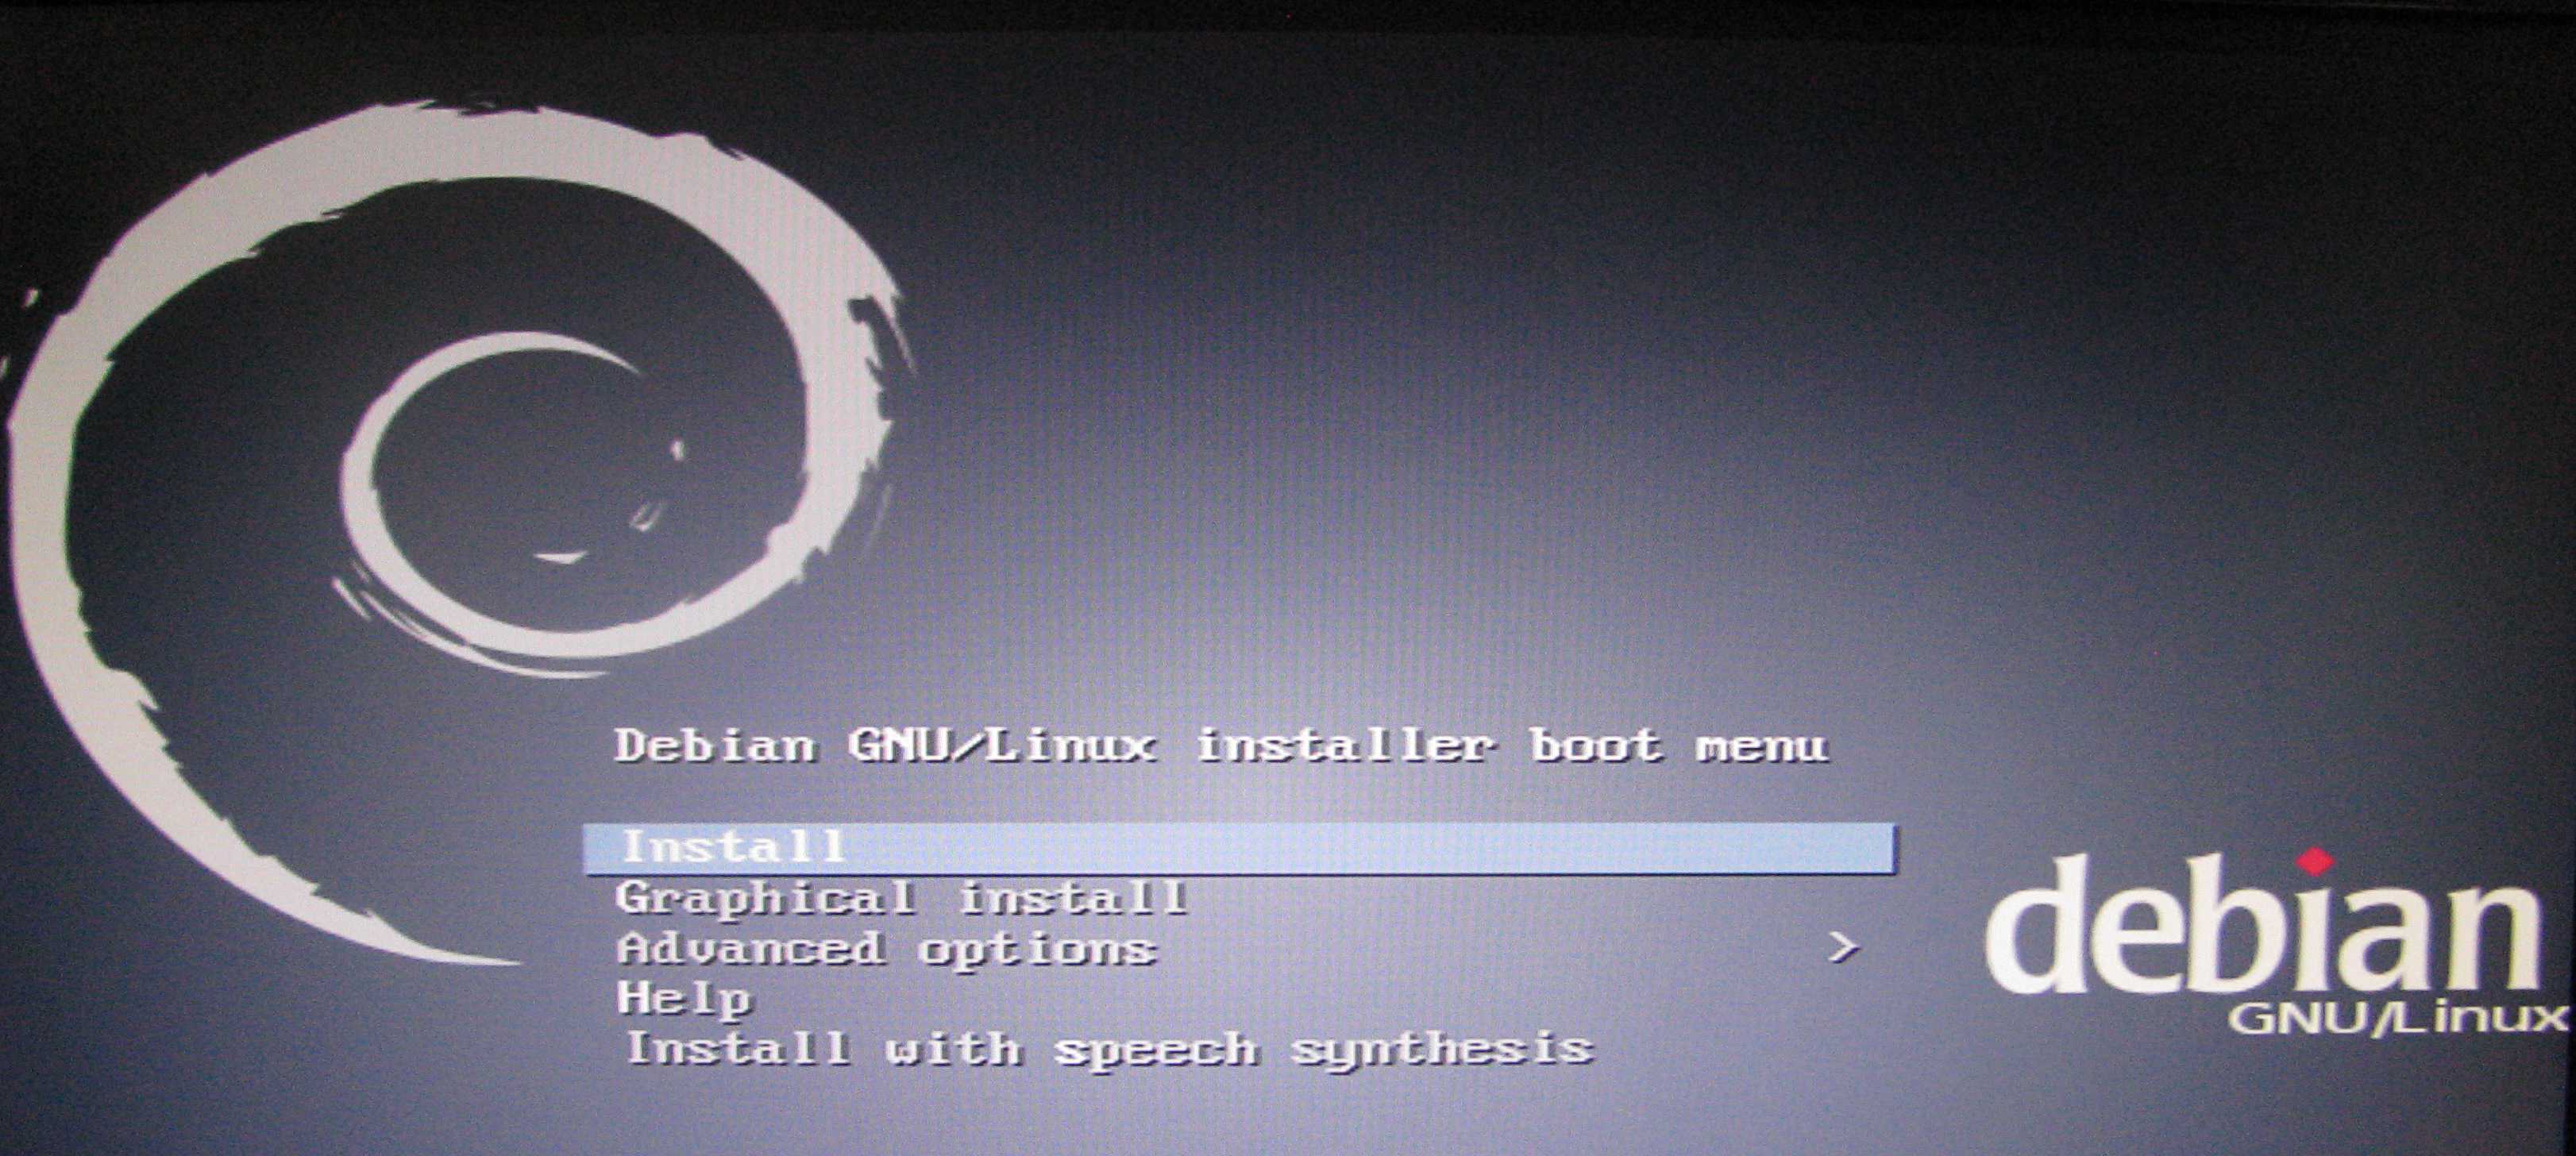 Debian GNU/Linux installer boot menu
Install
Graphical install
Advanced options >
Help
Install with speech synthesis
debian
GNU/Linux